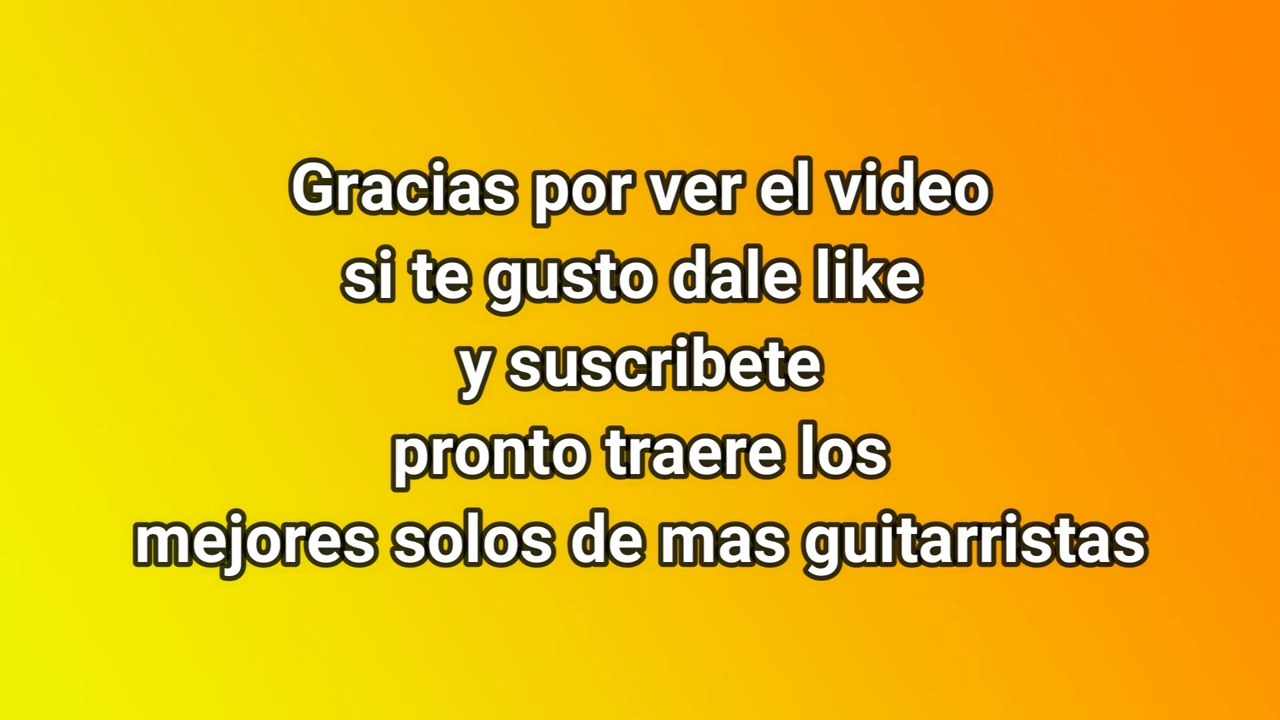 Gracias por ver el video
si te gusto dale like
y suscribete
pronto traere los
mejores solos de mas guitarristas